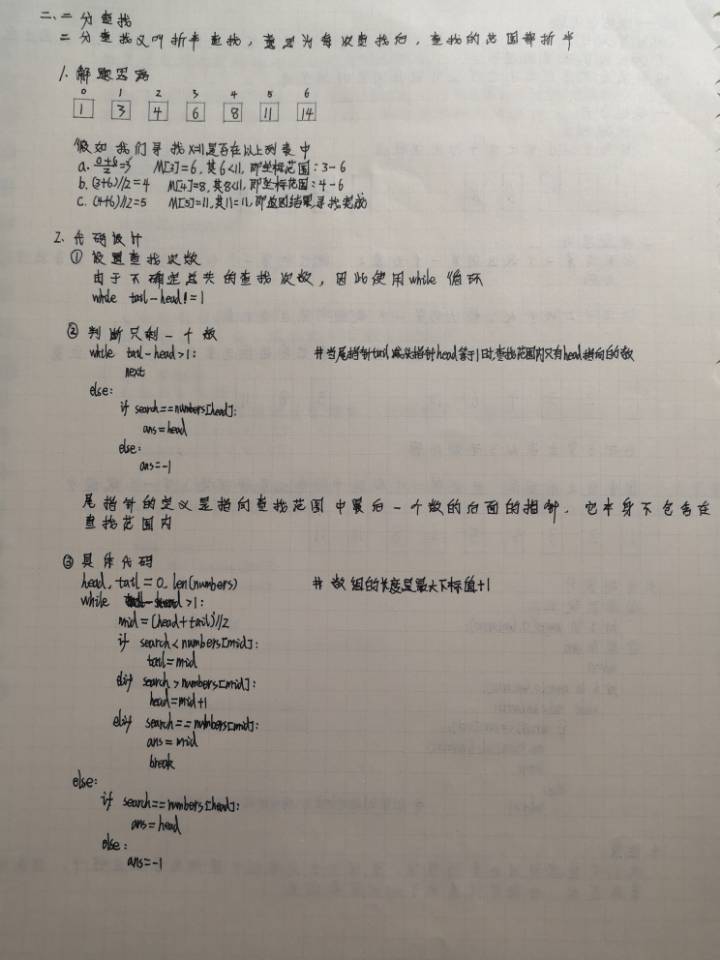 二、二分查找
二分查找又叫折半查找，意思为每次查找后，查找的范围都折半
1. 解题思路
0 1 2 3 4 5 6
1 3 4 6 8 11 14
假如我们寻找x=11是否在以上列表中
a. (0+6)/2=3 M[3]=6, 其6<11, 即坐标范围：3-6
b. (3+6)//2=4 M[4]=8, 其8<11, 即坐标范围：4-6
c. (4+6)//2=5 M[5]=11, 其11=11, 即返回结果, 寻找完成
2. 代码设计
① 设置查找次数
由于不确定总共的查找次数，因此使用while循环
while tail-head!=1
② 判断只剩一个数
while tail-head>1: #当尾指针tail减头指针head等于1时,查找范围内只有head指向的数
next
else:
if search==numbers[head]:
ans=head
else:
ans=-1
尾指针的定义是指向查找范围中最后一个数的后面的指针，它本身不包含在
查找范围内
③ 具体代码
head, tail=0, len(numbers) # 数组的长度是最大下标值+1
while tail-head>1:
mid=(head+tail)//2
if search<numbers[mid]:
tail=mid
elif search>numbers[mid]:
head=mid+1
elif search==numbers[mid]:
ans=mid
break
else:
if search==numbers[head]:
ans=head
else:
ans=-1